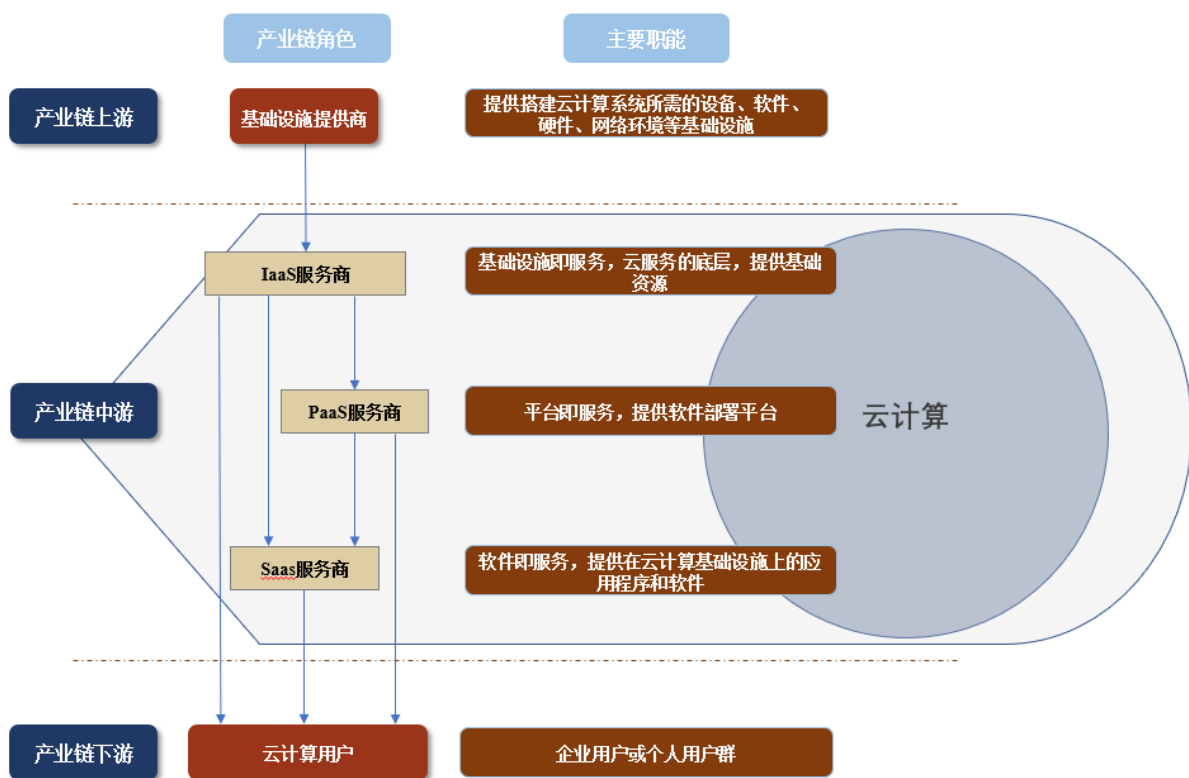 产业链角色
主要职能
产业链上游
基础设施提供商
提供搭建云计算系统所需的设备、软件、
硬件、网络环境等基础设施
IaaS服务商
基础设施即服务，云服务的底层，提供基础
资源
产业链中游
PaaS服务商
平台即服务，提供软件部署平台
云计算
Saas服务商
软件即服务，提供在云计算基础设施上的应
用程序和软件
产业链下游
云计算用户
企业用户或个人用户群